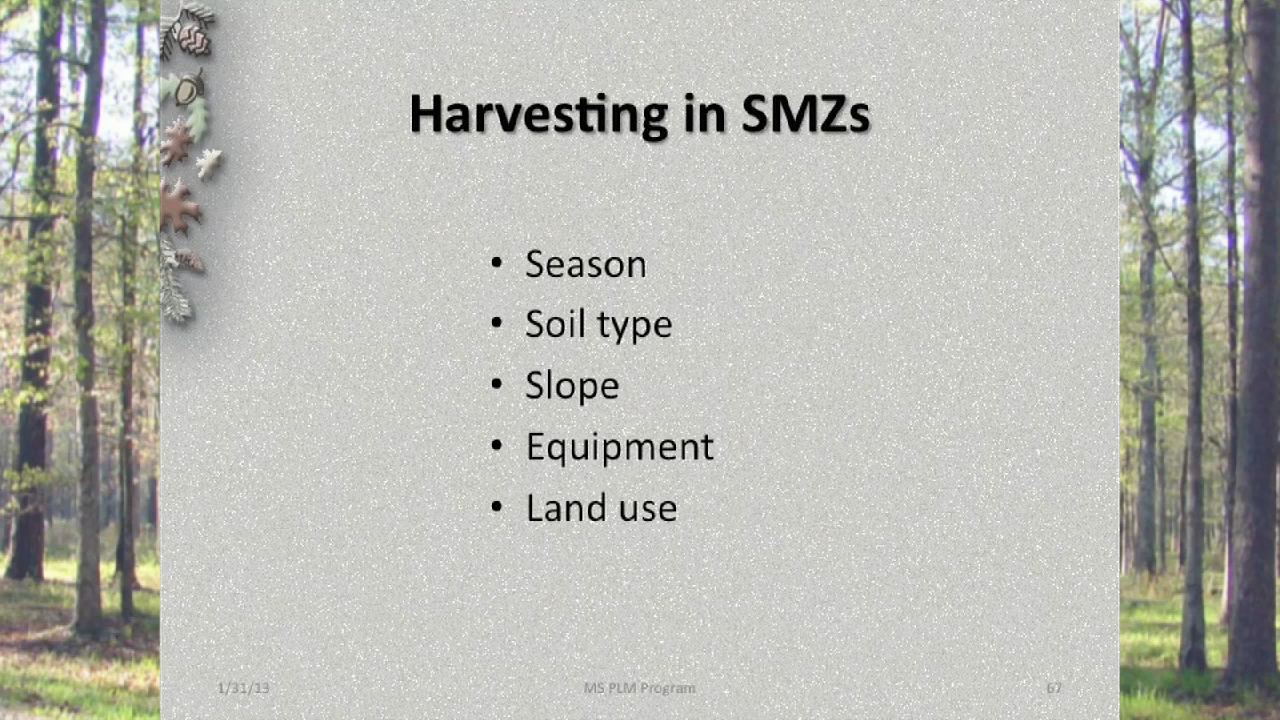 Harvesting in SMZs
• Season
• Soil type
• Slope
• Equipment
• Land use
1/31/13 MS PLM Program 67